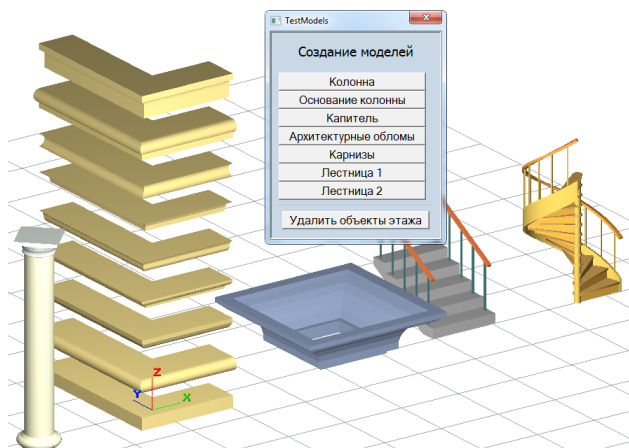 TestModels
Создание моделей
Колонна
Основание колонны
Капитель
Архитектурные обломы
Карнизы
Лестница 1
Лестница 2
Удалить объекты этажа
Z
Y
X